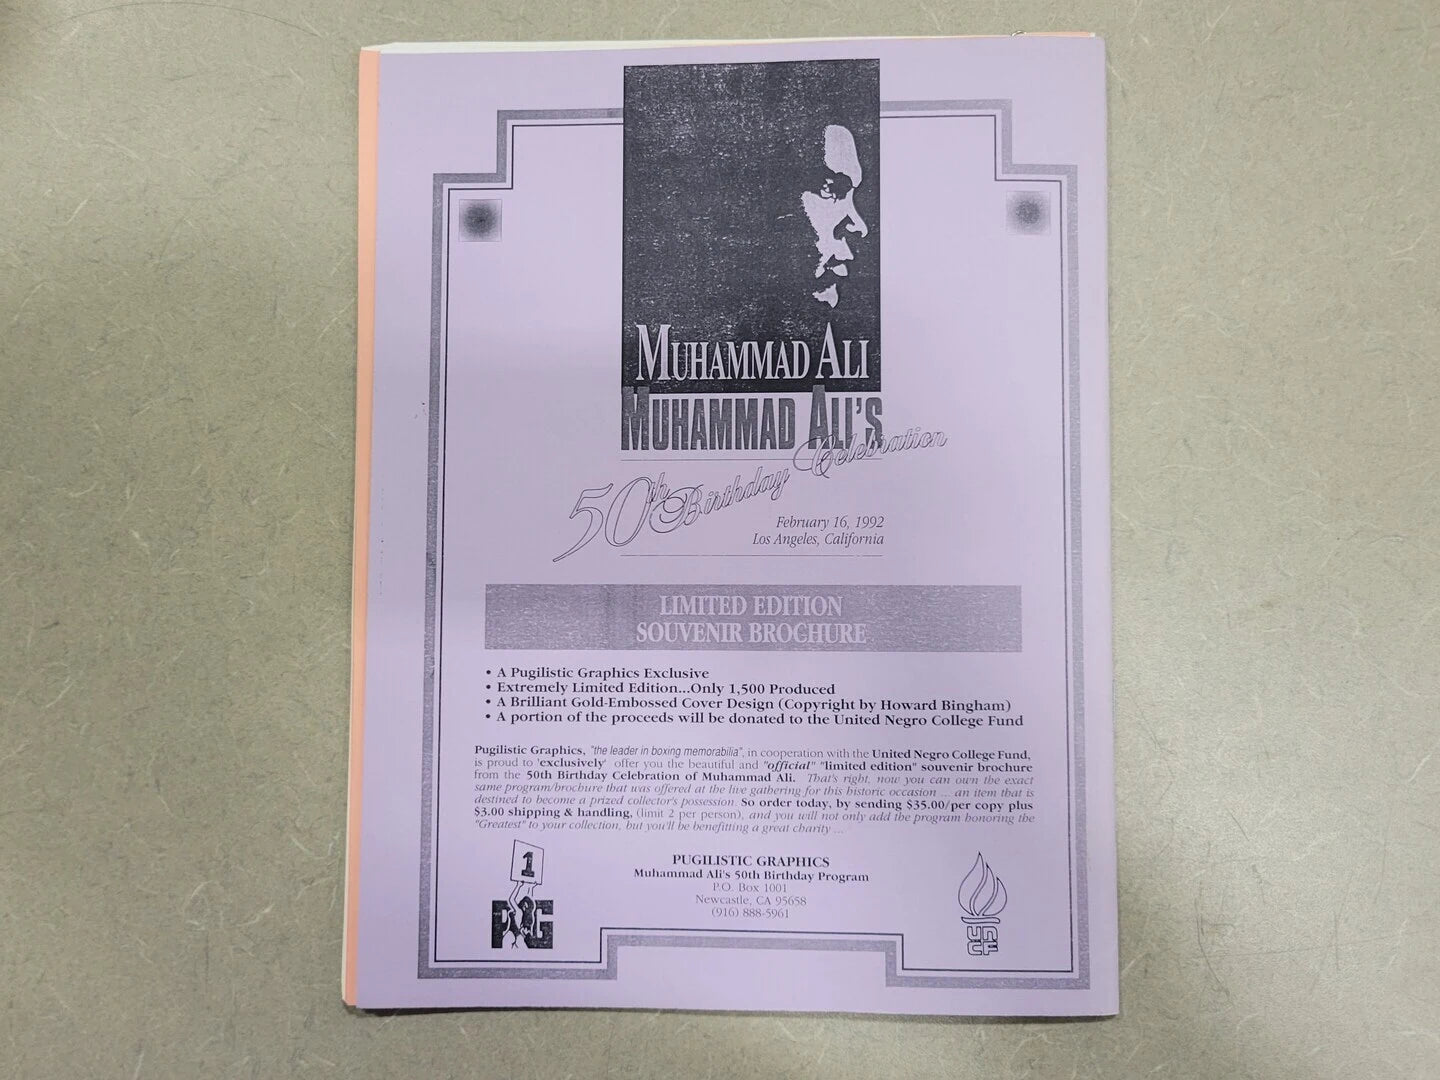 MUHAMMAD ALI
MUHAMMAD ALI'S
50th Birthday Celebration
February 16, 1992
Los Angeles, California
LIMITED EDITION
SOUVENIR BROCHURE
• A Pugilistic Graphics Exclusive
• Extremely Limited Edition...Only 1,500 Produced
• A Brilliant Gold-Embossed Cover Design (Copyright by Howard Bingham)
• A portion of the proceeds will be donated to the United Negro College Fund
Pugilistic Graphics, "the leader in boxing memorabilia", in cooperation with the United Negro College Fund,
is proud to 'exclusively' offer you the beautiful and "official" "limited edition" souvenir brochure
from the 50th Birthday Celebration of Muhammad Ali. That's right, now you can own the exact
same program/brochure that was offered at the live gathering for this historic occasion ... an item that is
destined to become a prized collector's possession. So order today, by sending $35.00/per copy plus
$3.00 shipping & handling, (limit 2 per person), and you will not only add the program honoring the
"Greatest" to your collection, but you'll be benefitting a great charity ...
1
PG
PUGILISTIC GRAPHICS
Muhammad Ali's 50th Birthday Program
P.O. Box 1001
Newcastle, CA 95658
(916) 888-5961
UNCF